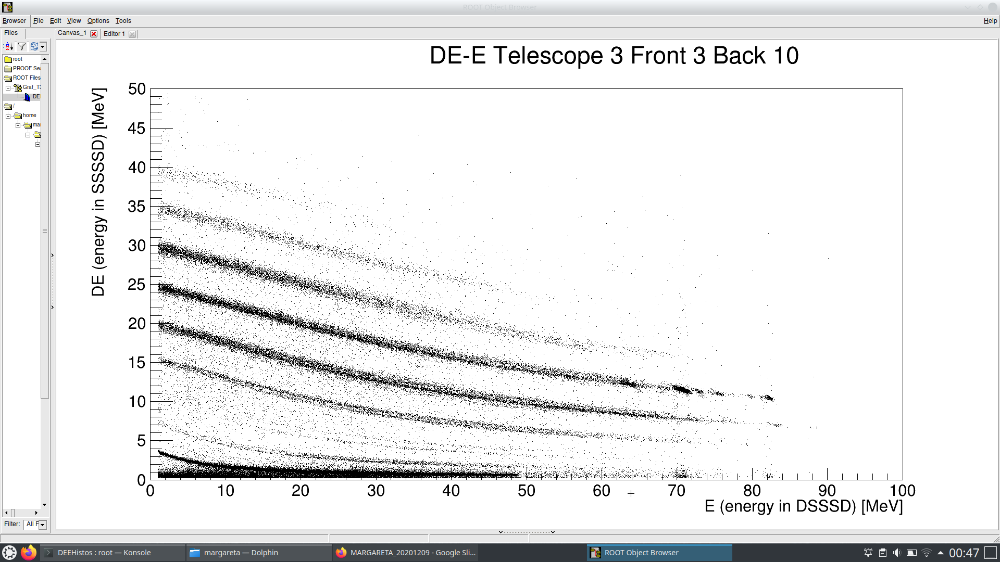 ROOT Object Browser
Browser File Edit View Options Tools Help
Files
Canvas_1 Editor 1
root
PROOF Se
ROOT Files
Graf_T
DE
/
home
ma
Filter: All F
DE-E Telescope 3 Front 3 Back 10
DE (energy in SSSSD) [MeV]
50
45
40
35
30
25
20
15
10
5
0
0 10 20 30 40 50 60 70 80 90 100
E (energy in DSSSD) [MeV]
DEEHistos : root — Konsole
margareta — Dolphin
MARGARETA_20201209 - Google Sli...
ROOT Object Browser
00:47